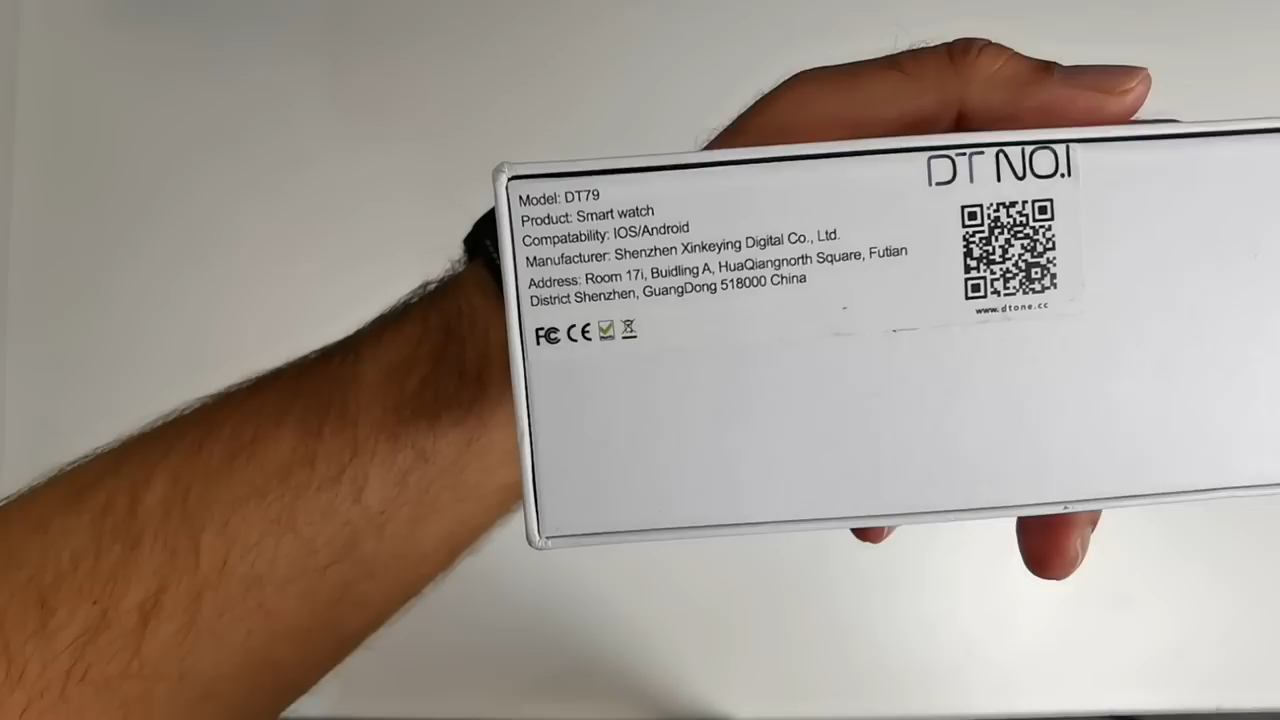 DT NO.1
Model: DT79
Product: Smart watch
Compatability: IOS/Android
Manufacturer: Shenzhen Xinkeying Digital Co., Ltd.
Address: Room 17i, Buidling A, HuaQiangnorth Square, Futian
District Shenzhen, GuangDong 518000 China
FC CE
www.dtone.cc